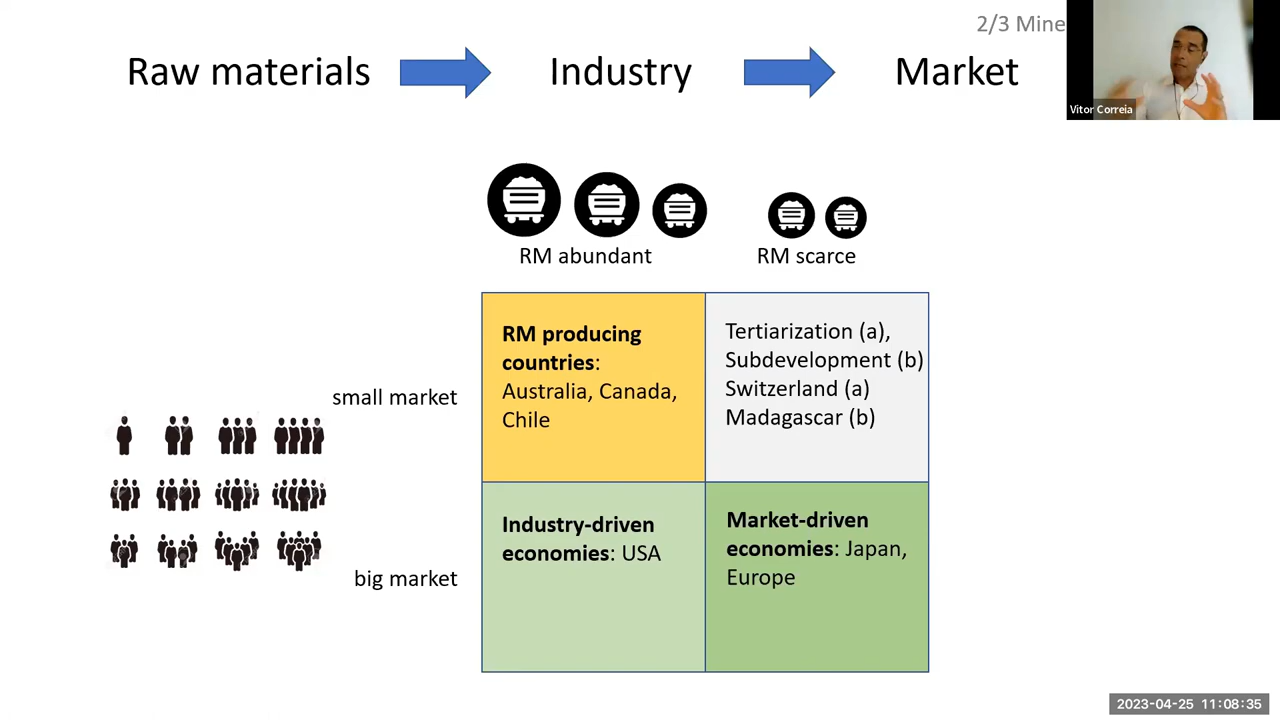 2/3 Mine
Raw materials
Industry
Market
Vitor Correia
RM abundant
RM scarce
RM producing
countries:
Australia, Canada,
Chile
Tertiarization (a),
Subdevelopment (b)
Switzerland (a)
Madagascar (b)
small market
Industry-driven
economies: USA
Market-driven
economies: Japan,
Europe
big market
2023-04-25 11:08:35